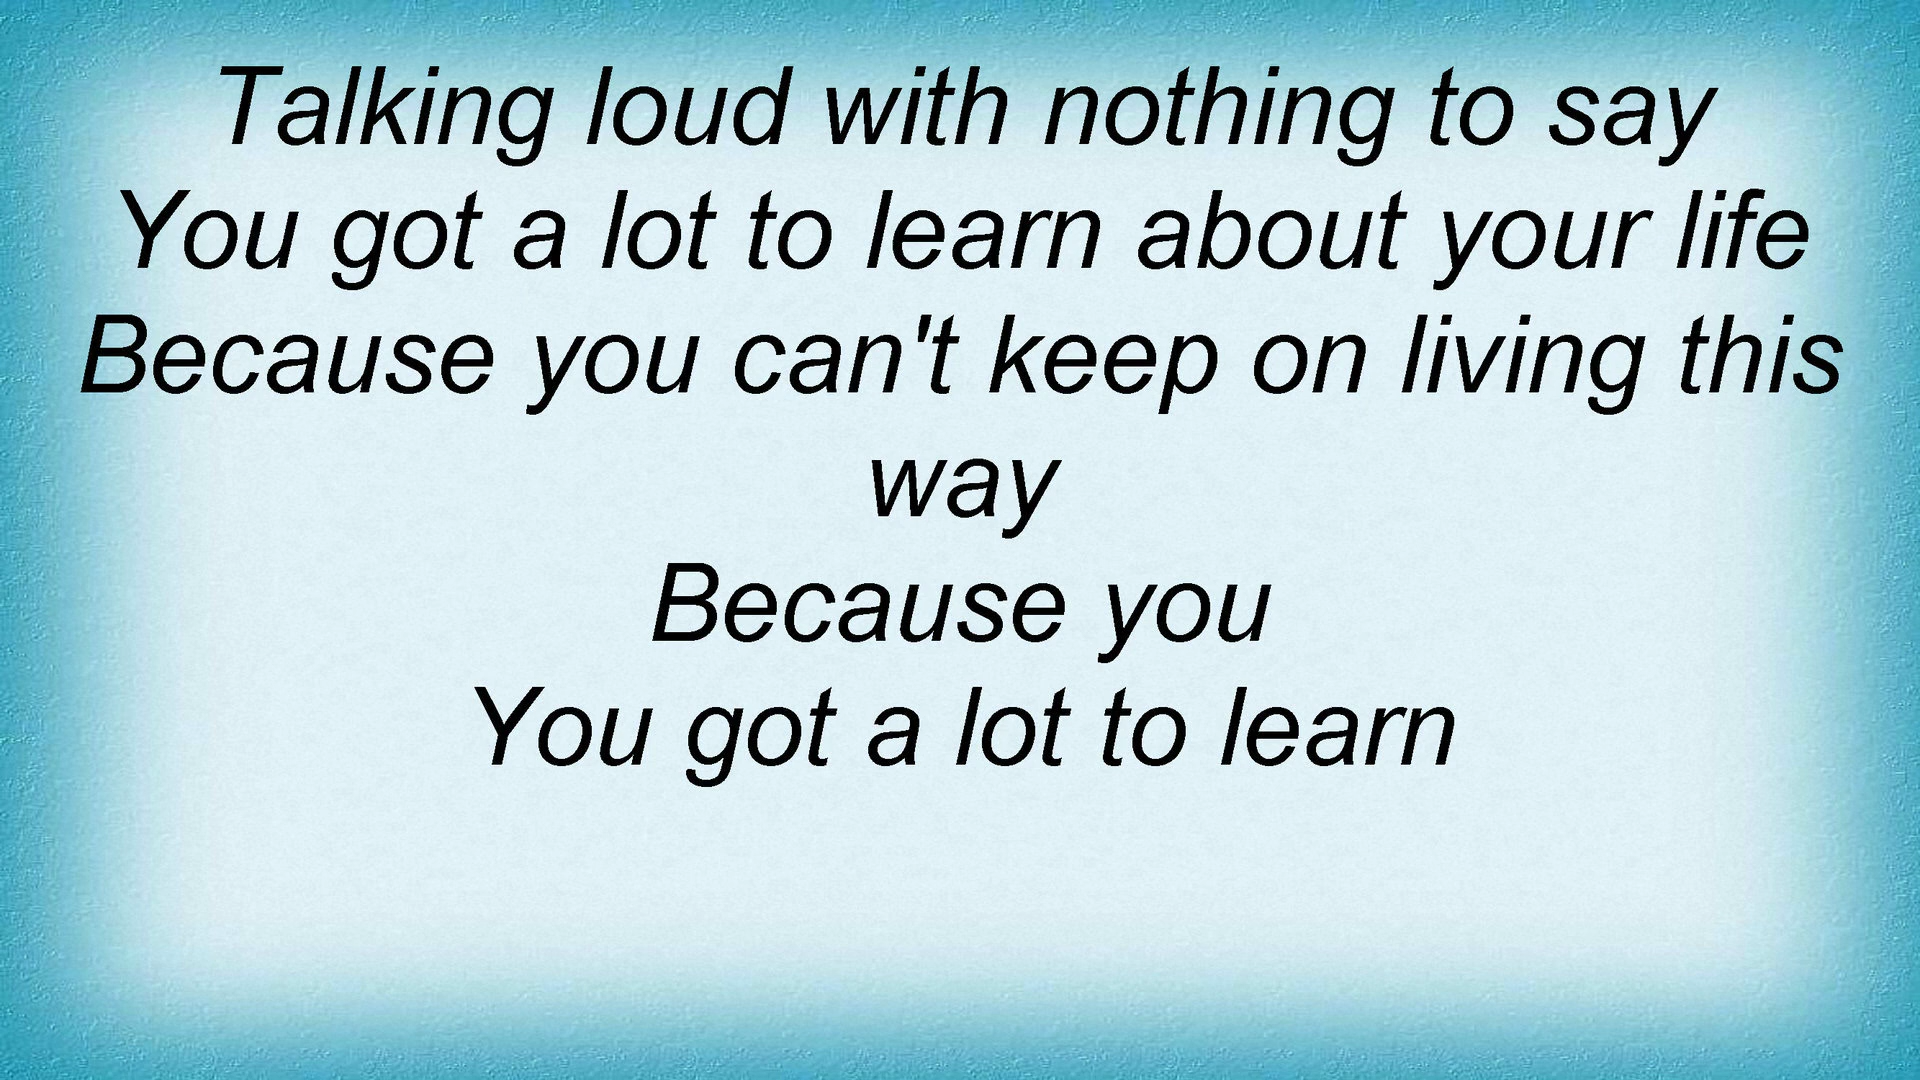 Talking loud with nothing to say
You got a lot to learn about your life
Because you can't keep on living this
way
Because you
You got a lot to learn